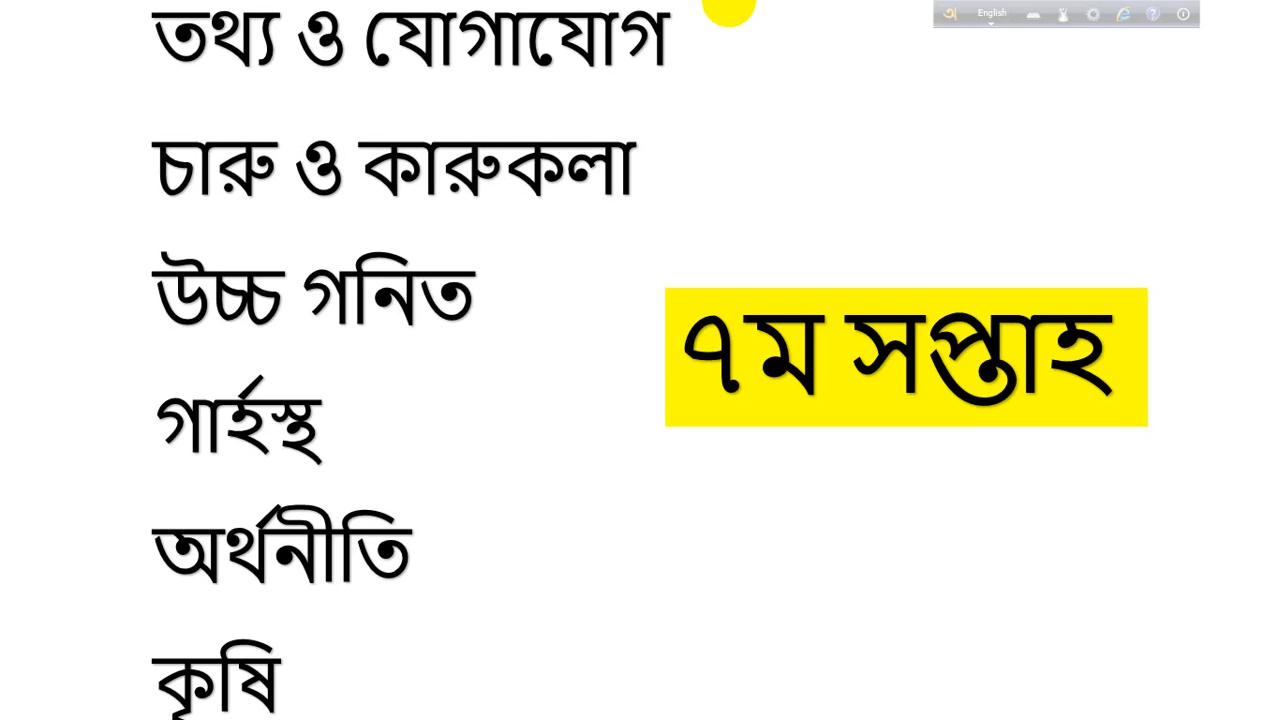 তথ্য ও যোগাযোগ
English
চারু ও কারুকলা
উচ্চ গনিত
৭ম সপ্তাহ
গার্হস্থ
অর্থনীতি
কৃষি